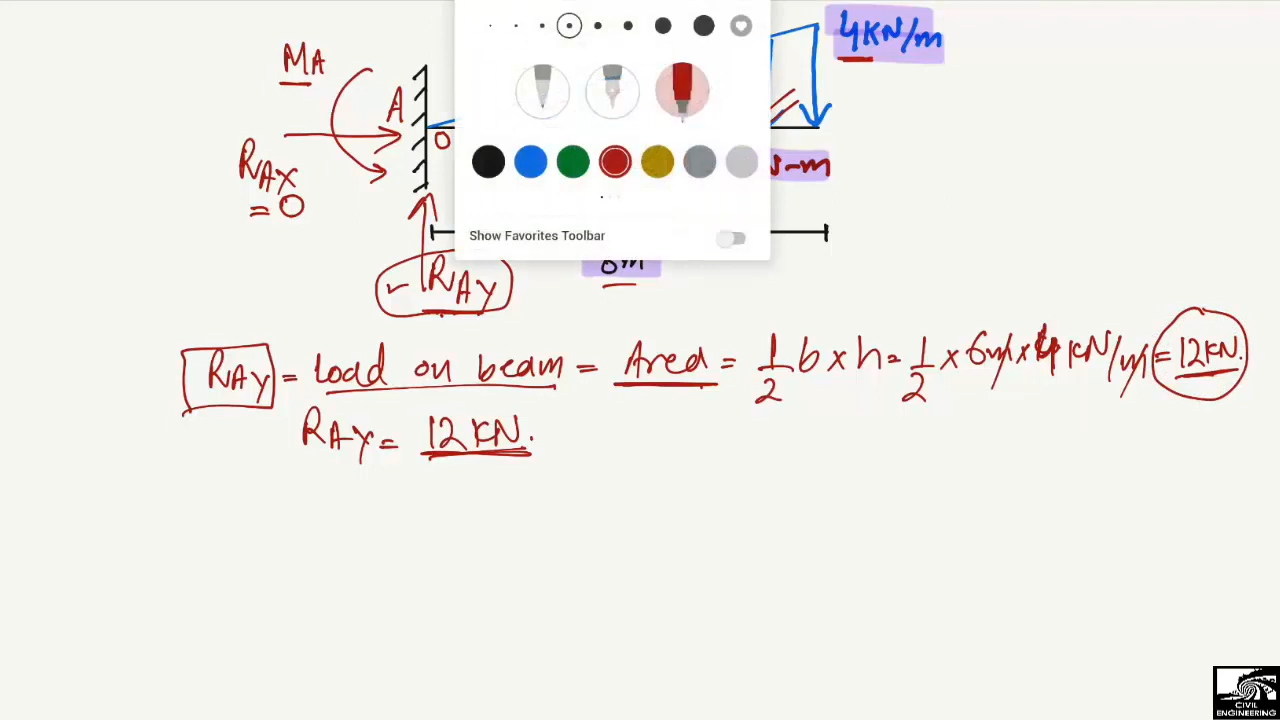 4KN/m
MA
A
0
RAX
= 0
Show Favorites Toolbar
RAY
RAY = Load on beam = Area = 1/2 b x h = 1/2 x 6m x 4 KN/m = 12KN.
RAY = 12KN.
CIVIL
ENGINEERING